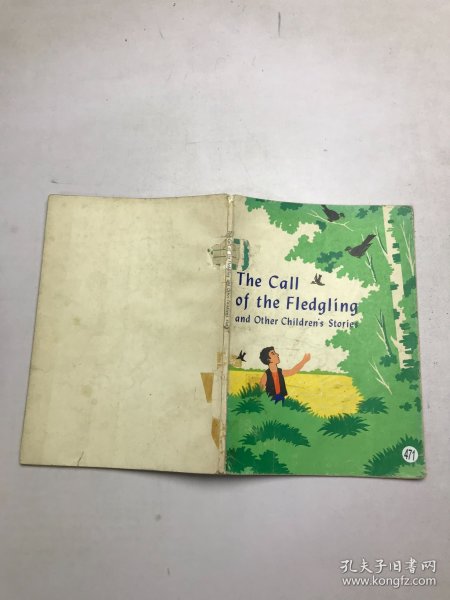 The Call
of the Fledgling
and Other Children's Stories
471
孔夫子旧书网
www.kongfz.com